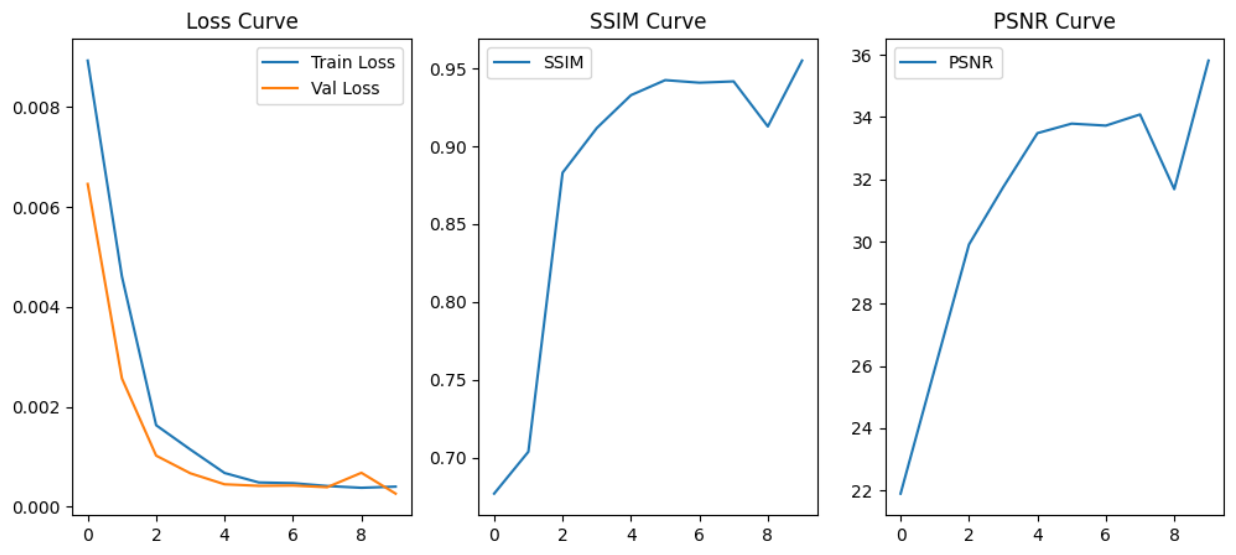 Loss Curve
Train Loss
Val Loss
0.008
0.006
0.004
0.002
0.000
0 2 4 6 8
SSIM Curve
SSIM
0.95
0.90
0.85
0.80
0.75
0.70
0 2 4 6 8
PSNR Curve
PSNR
36
34
32
30
28
26
24
22
0 2 4 6 8